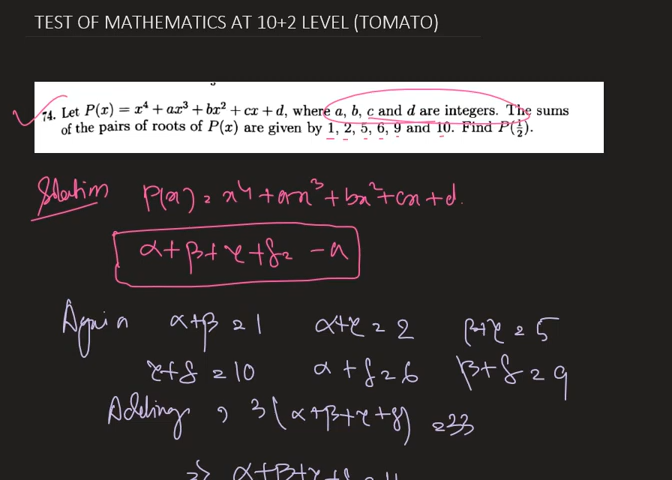 TEST OF MATHEMATICS AT 10+2 LEVEL (TOMATO)
74. Let P(x) = x⁴ + ax³ + bx² + cx + d, where a, b, c and d are integers. The sums
of the pairs of roots of P(x) are given by 1, 2, 5, 6, 9 and 10. Find P(1/2).
Solution P(x) = x⁴ + ax³ + bx² + cx + d.
α + β + γ + δ = -a
Again α+β = 1 α+γ = 2 β+γ = 5
γ+δ = 10 α + δ = 6 β + δ = 9
Adding, 3(α+β+γ+δ) = 33
⇒ α+β+γ+δ